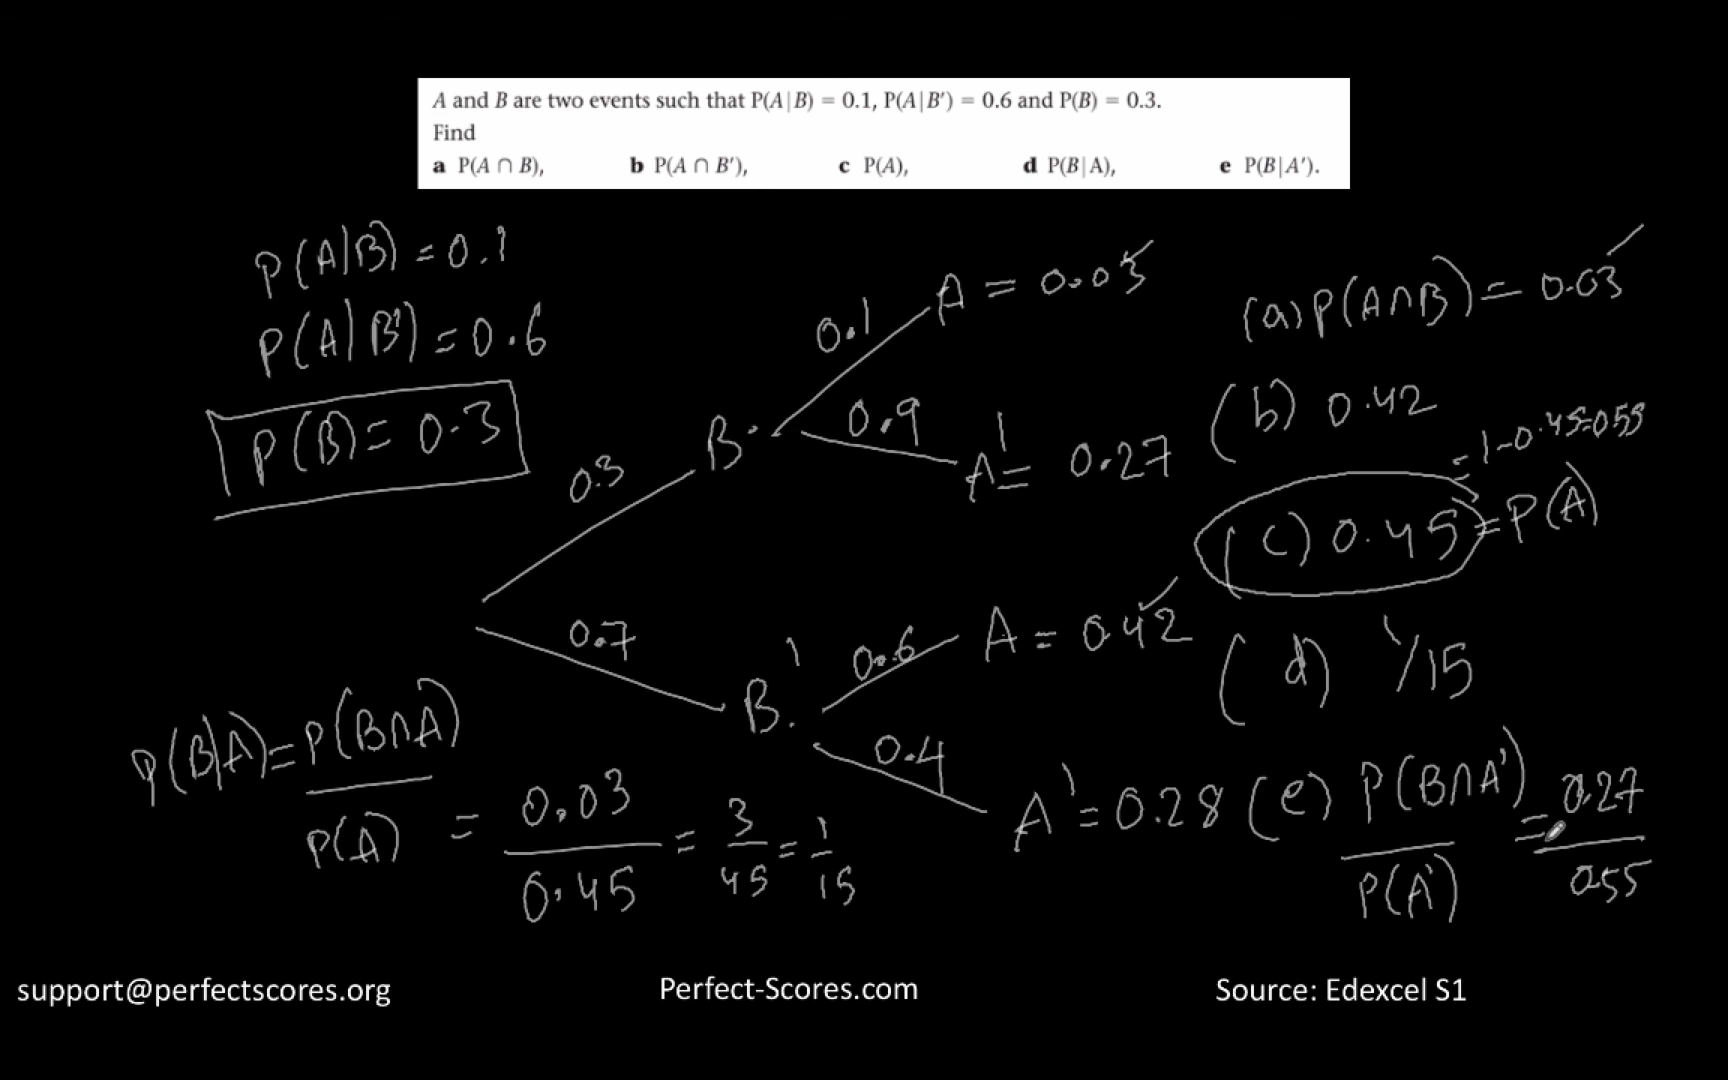 A and B are two events such that P(A|B) = 0.1, P(A|B′) = 0.6 and P(B) = 0.3.
Find
a P(A ∩ B), b P(A ∩ B′), c P(A), d P(B|A), e P(B|A′).
P(A|B) = 0.1
P(A|B') = 0.6
P(B) = 0.3
0.3
0.7
B
0.1
A = 0.03
0.9
A' = 0.27
B'
0.6
A = 0.42
0.4
A' = 0.28
(a) P(A∩B) = 0.03
(b) 0.42
= 1-0.45=0.55
(c) 0.45 = P(A)
(d) 1/15
(e) P(B∩A')/P(A') = 0.27/0.55
P(B|A) = P(B∩A)/P(A) = 0.03/0.45 = 3/45 = 1/15
support@perfectscores.org
Perfect-Scores.com
Source: Edexcel S1